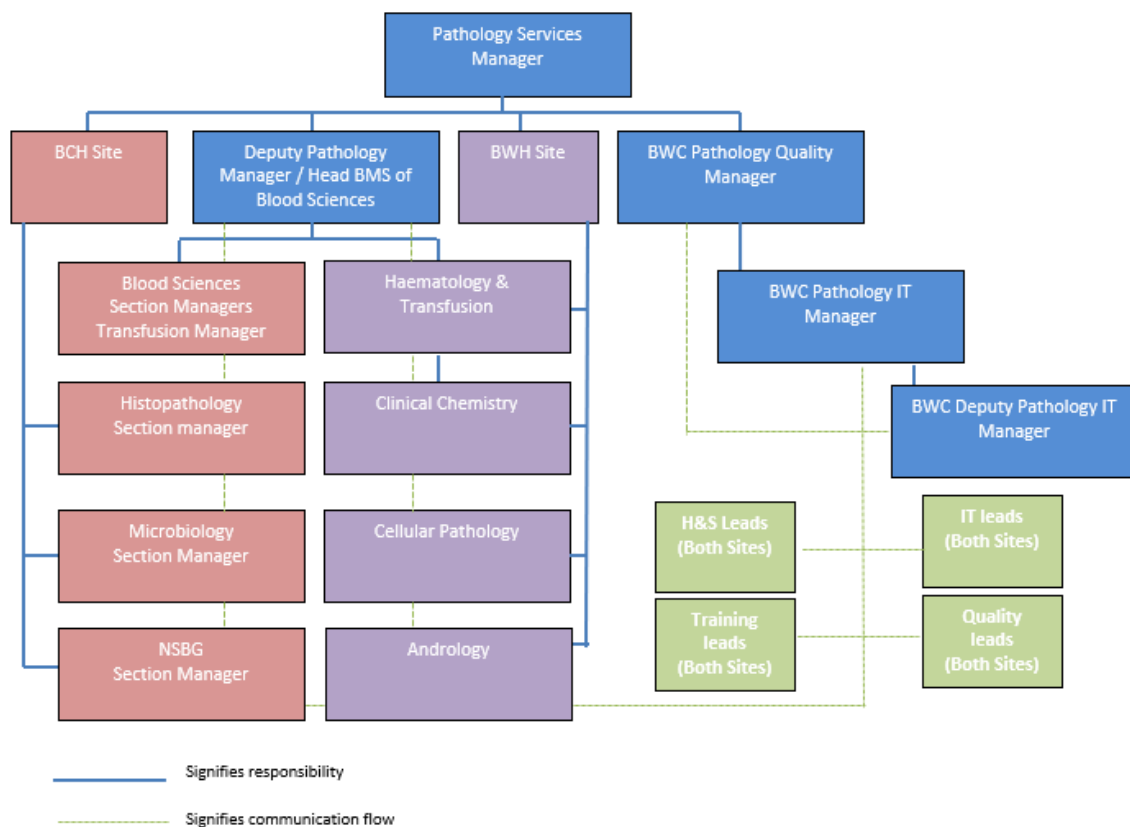 Pathology Services
Manager
BCH Site
Deputy Pathology
Manager / Head BMS of
Blood Sciences
BWH Site
BWC Pathology Quality
Manager
Blood Sciences
Section Managers
Transfusion Manager
Haematology &
Transfusion
BWC Pathology IT
Manager
Histopathology
Section manager
Clinical Chemistry
BWC Deputy Pathology IT
Manager
Microbiology
Section Manager
Cellular Pathology
H&S Leads
(Both Sites)
IT leads
(Both Sites)
NSBG
Section Manager
Andrology
Training
leads
(Both Sites)
Quality
leads
(Both Sites)
Signifies responsibility
Signifies communication flow